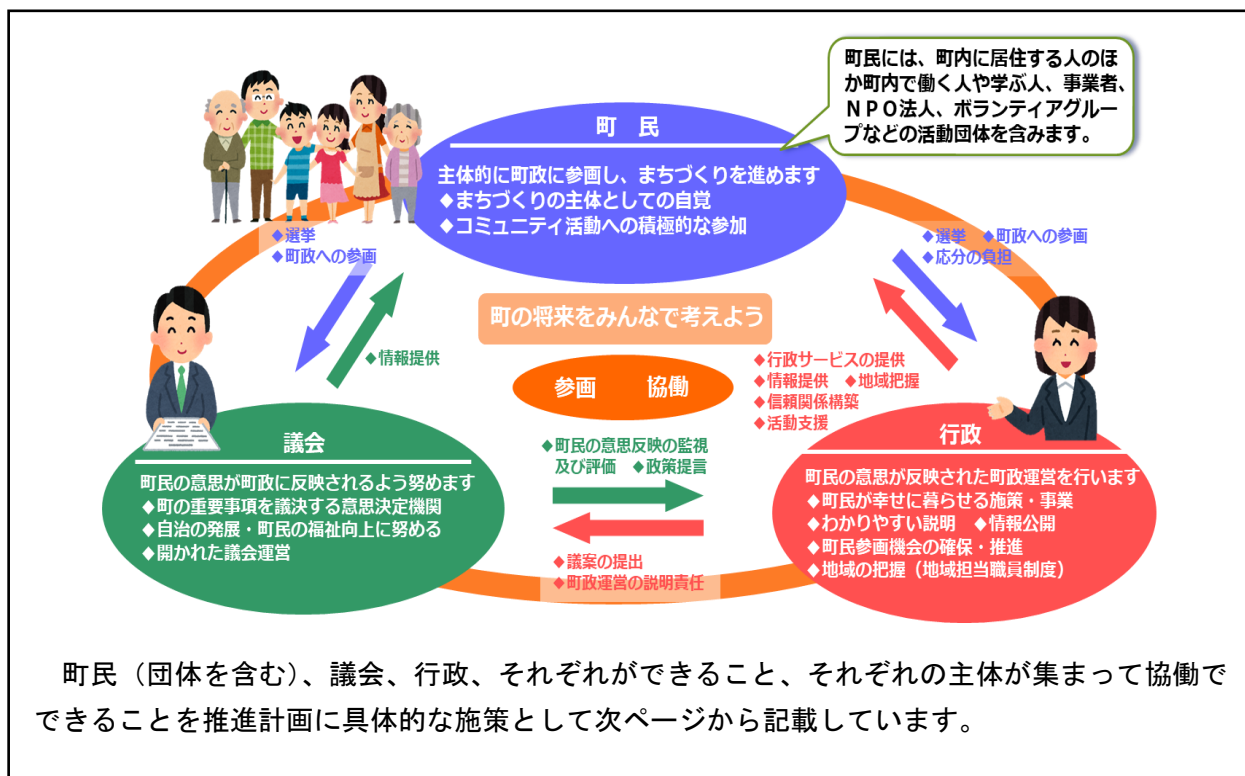 町民には、町内に居住する人のほ
か町内で働く人や学ぶ人、事業者、
ＮＰＯ法人、ボランティアグルー
プなどの活動団体を含みます。
町　民
主体的に町政に参画し、まちづくりを進めます
◆まちづくりの主体としての自覚
◆コミュニティ活動への積極的な参加
◆選挙
◆町政への参画
◆選挙　◆町政への参画
◆応分の負担
町の将来をみんなで考えよう
◆情報提供
参画　　協働
◆行政サービスの提供
◆情報提供　◆地域把握
◆信頼関係構築
◆活動支援
議会
町民の意思が町政に反映されるよう努めます
◆町の重要事項を議決する意思決定機関
◆自治の発展・町民の福祉向上に努める
◆開かれた議会運営
◆町民の意思反映の監視
及び評価　◆政策提言
◆議案の提出
◆町政運営の説明責任
行政
町民の意思が反映された町政運営を行います
◆町民が幸せに暮らせる施策・事業
◆わかりやすい説明　◆情報公開
◆町民参画機会の確保・推進
◆地域の把握（地域担当職員制度）
町民（団体を含む）、議会、行政、それぞれができること、それぞれの主体が集まって協働で
できることを推進計画に具体的な施策として次ページから記載しています。